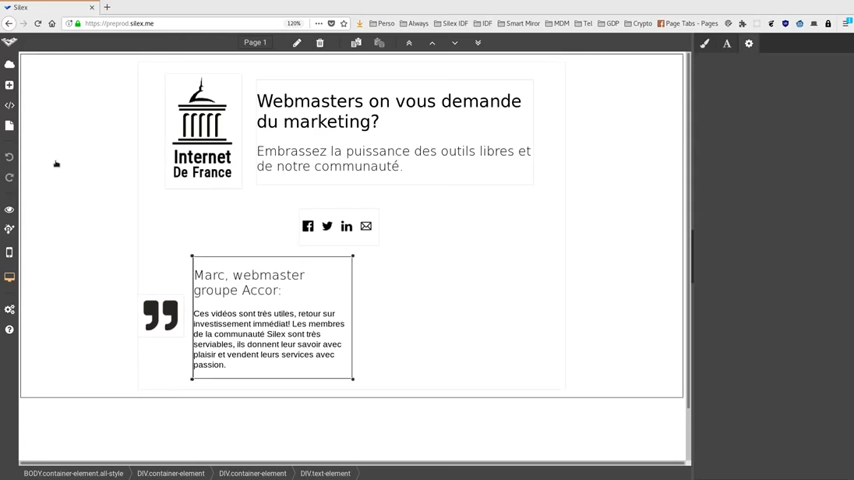 Silex
https://preprod.silex.me
120%
Perso
Always
Silex IDF
IDF
Smart Miror
MDM
Tel
GDP
Crypto
Page Tabs - Pages
Page 1
Internet
De France
Webmasters on vous demande
du marketing?
Embrassez la puissance des outils libres et
de notre communauté.
Marc, webmaster
groupe Accor:
Ces vidéos sont très utiles, retour sur
investissement immédiat! Les membres
de la communauté Silex sont très
serviables, ils donnent leur savoir avec
plaisir et vendent leurs services avec
passion.
BODY.container-element.all-style
DIV.container-element
DIV.container-element
DIV.text-element